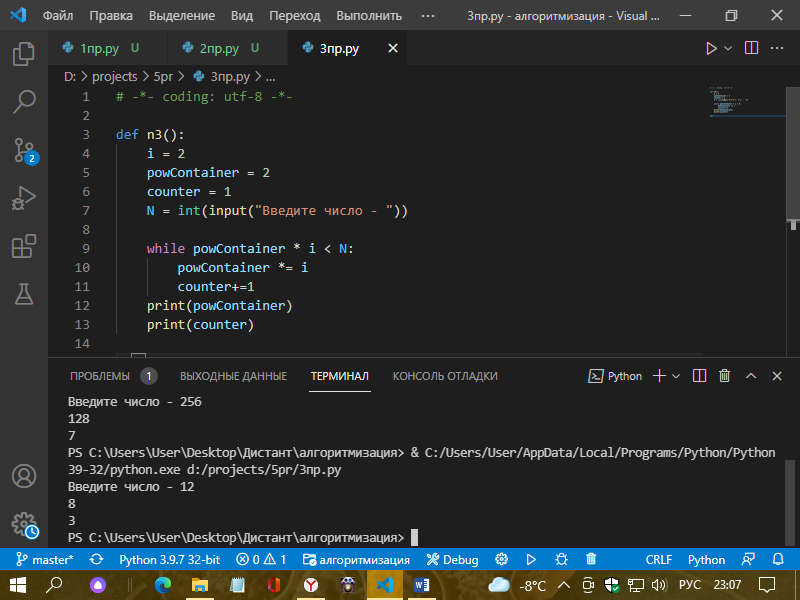 Файл Правка Выделение Вид Переход Выполнить ··· 3пр.py - алгоритмизация - Visual ...
1пр.py U 2пр.py U 3пр.py
D: > projects > 5pr > 3пр.py > ...
1 # -*- coding: utf-8 -*-
2
3 def n3():
4 i = 2
5 powContainer = 2
6 counter = 1
7 N = int(input("Введите число - "))
8
9 while powContainer * i < N:
10 powContainer *= i
11 counter+=1
12 print(powContainer)
13 print(counter)
14
2
ПРОБЛЕМЫ 1 ВЫХОДНЫЕ ДАННЫЕ ТЕРМИНАЛ КОНСОЛЬ ОТЛАДКИ Python
Введите число - 256
128
7
PS C:\Users\User\Desktop\Дистант\алгоритмизация> & C:/Users/User/AppData/Local/Programs/Python/Python
39-32/python.exe d:/projects/5pr/3пр.py
Введите число - 12
8
3
PS C:\Users\User\Desktop\Дистант\алгоритмизация>
master* Python 3.9.7 32-bit 0 1 алгоритмизация Debug CRLF Python
-8°C РУС 23:07